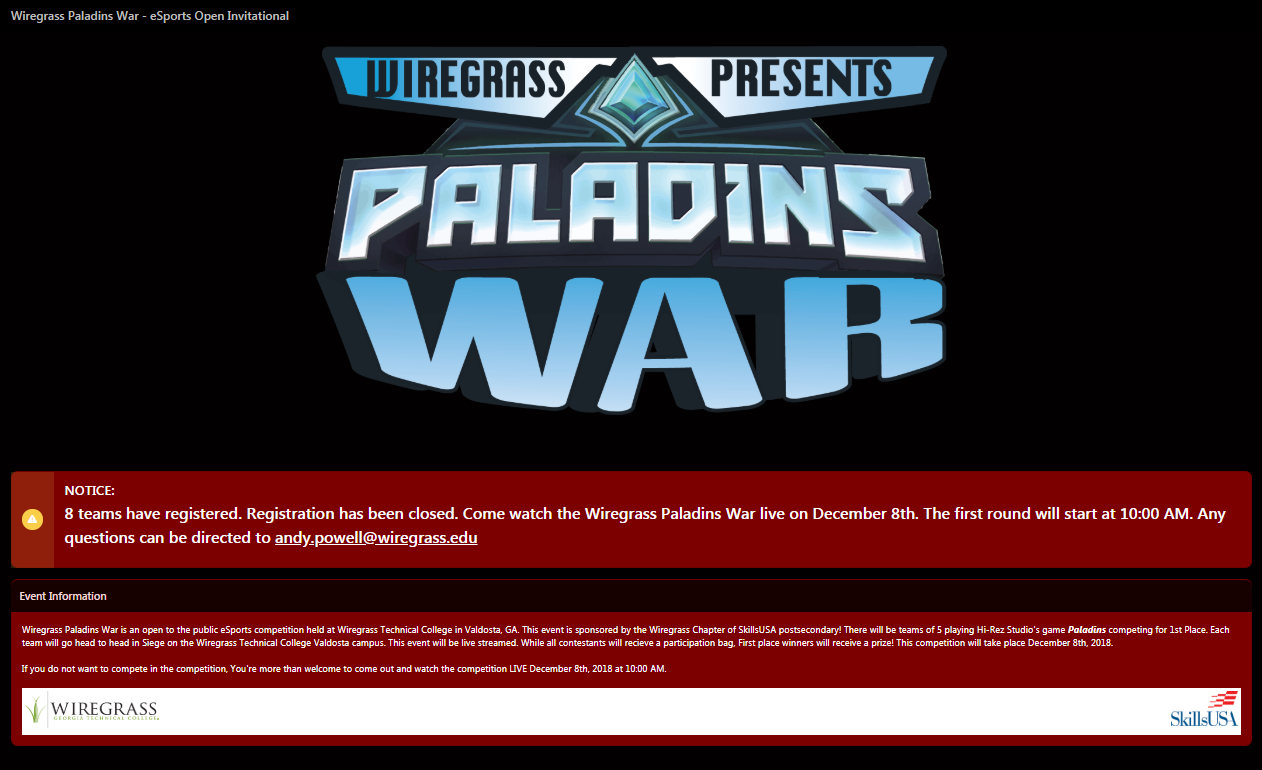 Wiregrass Paladins War - eSports Open Invitational
WIREGRASS PRESENTS
PALADINS
WAR
NOTICE:
8 teams have registered. Registration has been closed. Come watch the Wiregrass Paladins War live on December 8th. The first round will start at 10:00 AM. Any
questions can be directed to andy.powell@wiregrass.edu
Event Information
Wiregrass Paladins War is an open to the public eSports competition held at Wiregrass Technical College in Valdosta, GA. This event is sponsored by the Wiregrass Chapter of SkillsUSA postsecondary! There will be teams of 5 playing Hi-Rez Studio's game Paladins competing for 1st Place. Each
team will go head to head in Siege on the Wiregrass Technical College Valdosta campus. This event will be live streamed. While all contestants will recieve a participation bag, First place winners will receive a prize! This competition will take place December 8th, 2018.
If you do not want to compete in the competition, You're more than welcome to come out and watch the competition LIVE December 8th, 2018 at 10:00 AM.
WIREGRASS
GEORGIA TECHNICAL COLLEGE
SkillsUSA